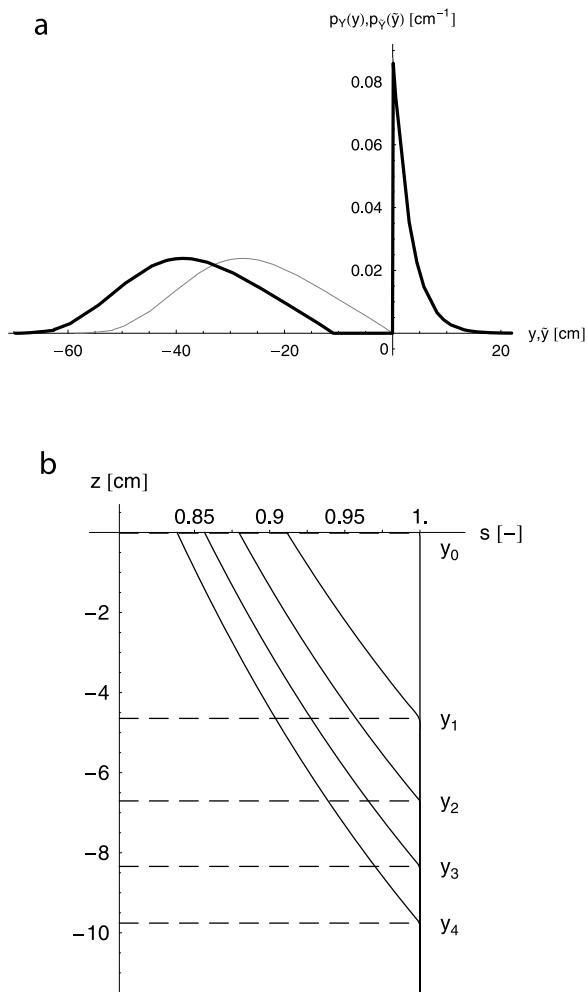 a
p_Y(y),p_Ỹ(ỹ) [cm⁻¹]
0.08
0.06
0.04
0.02
−60 −40 −20 0 20
y,ỹ [cm]
b
z [cm]
0.85 0.9 0.95 1.
s [−]
y₀
−2
−4
y₁
−6
y₂
−8
y₃
y₄
−10